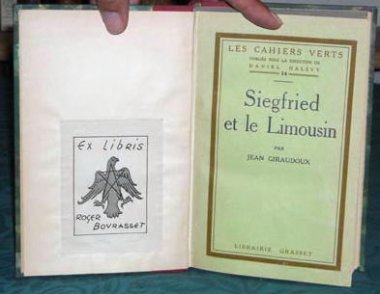 Ex Libris
ROGER
BOURASSET
LES CAHIERS VERTS
PUBLIÉS SOUS LA DIRECTION DE
DANIEL HALÉVY
Siegfried
et le Limousin
PAR
JEAN GIRAUDOUX
LIBRAIRIE GRASSET